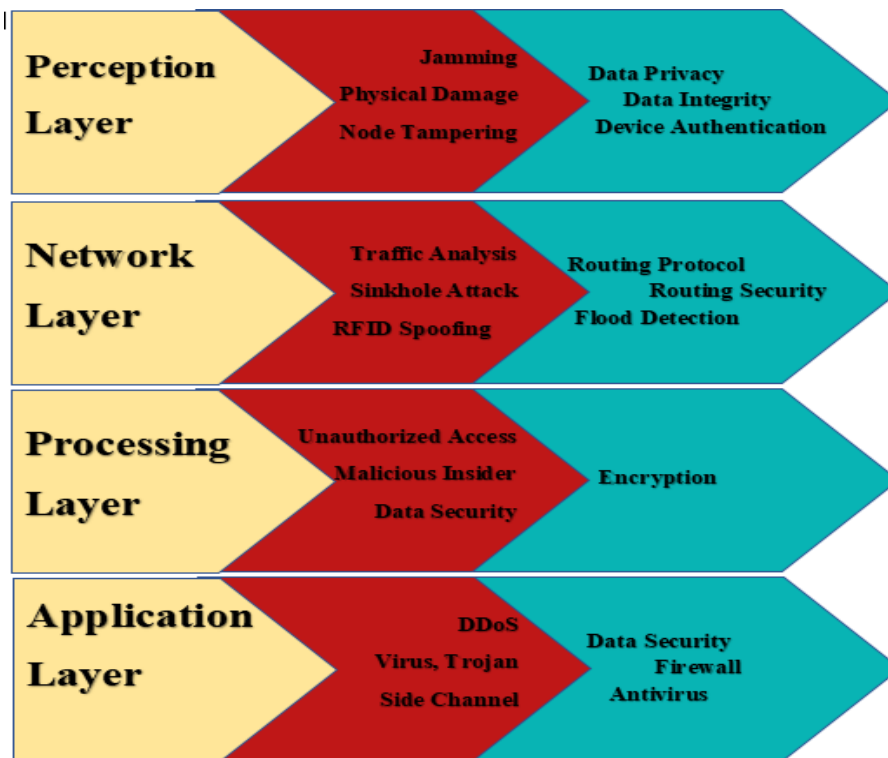 Perception
Layer
Jamming
Physical Damage
Node Tampering
Data Privacy
Data Integrity
Device Authentication
Network
Layer
Traffic Analysis
Sinkhole Attack
RFID Spoofing
Routing Protocol
Routing Security
Flood Detection
Processing
Layer
Unauthorized Access
Malicious Insider
Data Security
Encryption
Application
Layer
DDoS
Virus, Trojan
Side Channel
Data Security
Firewall
Antivirus